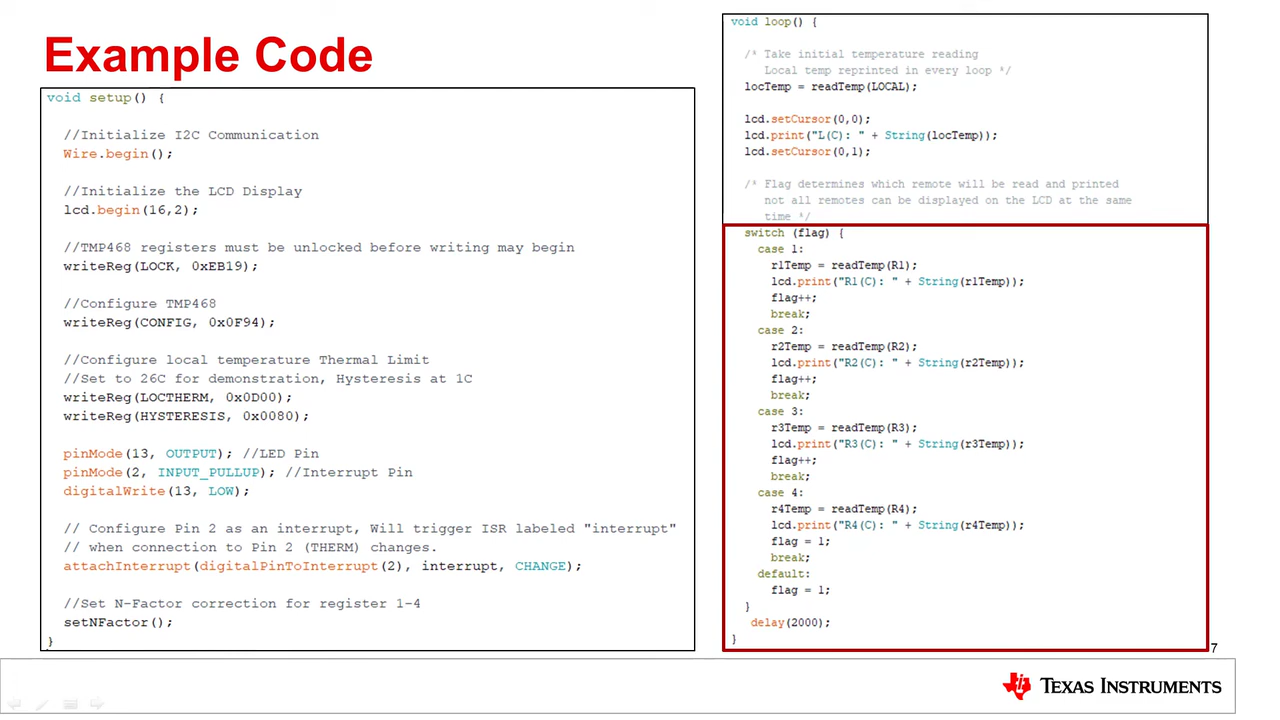 Example Code
void setup() {
//Initialize I2C Communication
Wire.begin();
//Initialize the LCD Display
lcd.begin(16,2);
//TMP468 registers must be unlocked before writing may begin
writeReg(LOCK, 0xEB19);
//Configure TMP468
writeReg(CONFIG, 0x0F94);
//Configure local temperature Thermal Limit
//Set to 26C for demonstration, Hysteresis at 1C
writeReg(LOCTHERM, 0x0D00);
writeReg(HYSTERESIS, 0x0080);
pinMode(13, OUTPUT); //LED Pin
pinMode(2, INPUT_PULLUP); //Interrupt Pin
digitalWrite(13, LOW);
// Configure Pin 2 as an interrupt, Will trigger ISR labeled "interrupt"
// when connection to Pin 2 (THERM) changes.
attachInterrupt(digitalPinToInterrupt(2), interrupt, CHANGE);
//Set N-Factor correction for register 1-4
setNFactor();
}
void loop() {
/* Take initial temperature reading
Local temp reprinted in every loop */
locTemp = readTemp(LOCAL);
lcd.setCursor(0,0);
lcd.print("L(C): " + String(locTemp));
lcd.setCursor(0,1);
/* Flag determines which remote will be read and printed
not all remotes can be displayed on the LCD at the same
time */
switch (flag) {
case 1:
r1Temp = readTemp(R1);
lcd.print("R1(C): " + String(r1Temp));
flag++;
break;
case 2:
r2Temp = readTemp(R2);
lcd.print("R2(C): " + String(r2Temp));
flag++;
break;
case 3:
r3Temp = readTemp(R3);
lcd.print("R3(C): " + String(r3Temp));
flag++;
break;
case 4:
r4Temp = readTemp(R4);
lcd.print("R4(C): " + String(r4Temp));
flag = 1;
break;
default:
flag = 1;
}
delay(2000);
}
7
TEXAS INSTRUMENTS